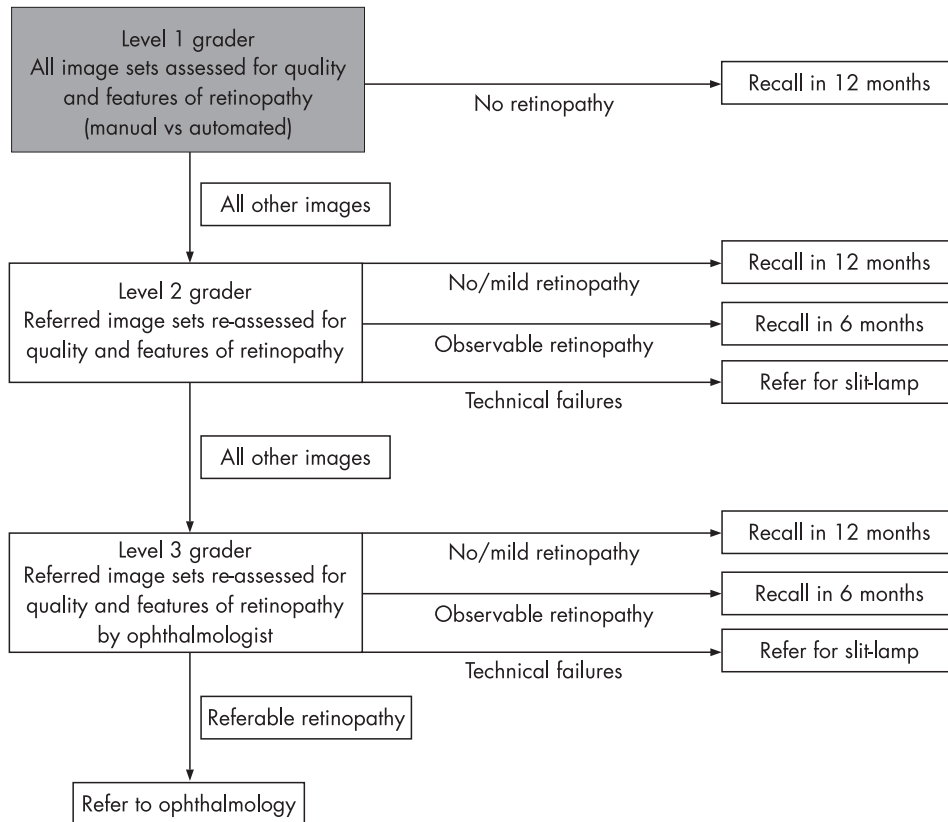 Level 1 grader
All image sets assessed for quality
and features of retinopathy
(manual vs automated)
No retinopathy
Recall in 12 months
All other images
Level 2 grader
Referred image sets re-assessed for
quality and features of retinopathy
No/mild retinopathy
Recall in 12 months
Observable retinopathy
Recall in 6 months
Technical failures
Refer for slit-lamp
All other images
Level 3 grader
Referred image sets re-assessed for
quality and features of retinopathy
by ophthalmologist
No/mild retinopathy
Recall in 12 months
Observable retinopathy
Recall in 6 months
Technical failures
Refer for slit-lamp
Referable retinopathy
Refer to ophthalmology